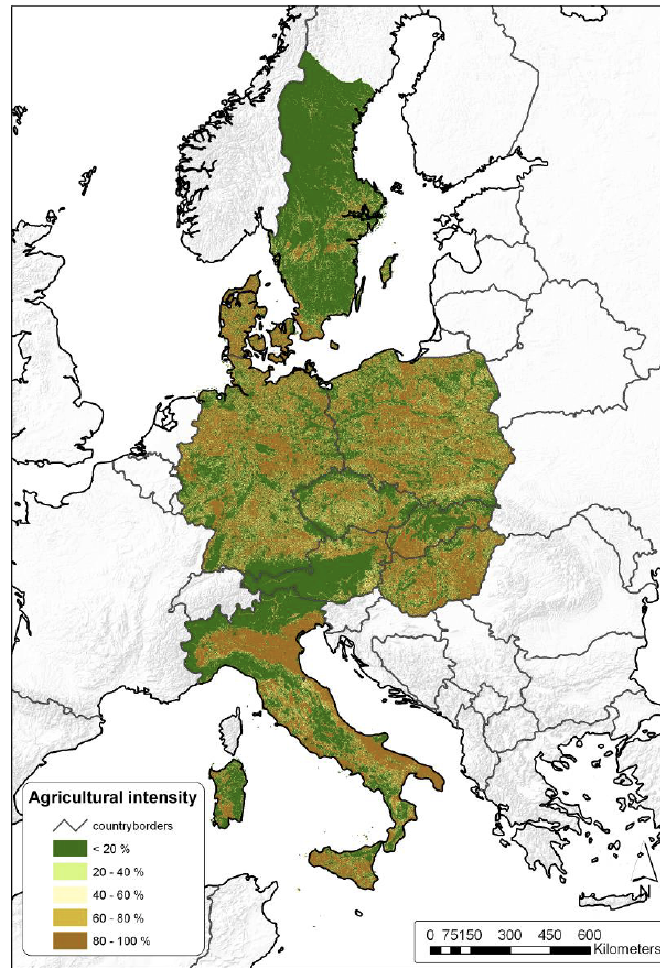 Agricultural intensity
countryborders
< 20 %
20 - 40 %
40 - 60 %
60 - 80 %
80 - 100 %
N
0 75150 300 450 600
Kilometers